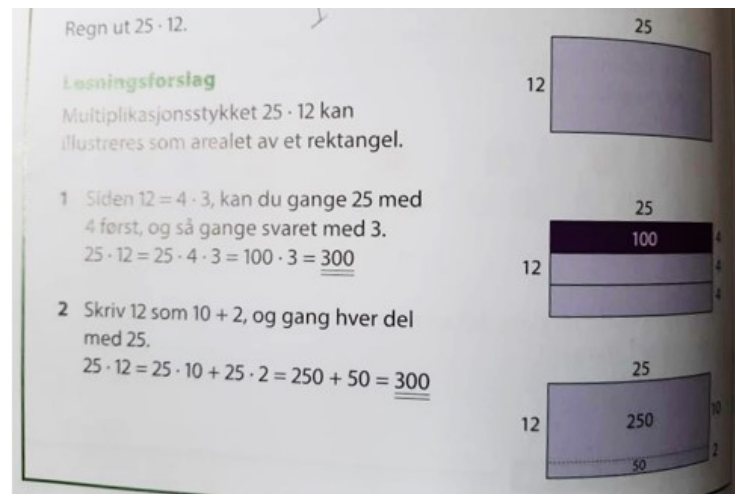 Regn ut 25 · 12.
25
12
Løsningsforslag
Multiplikasjonsstykket 25 · 12 kan
illustreres som arealet av et rektangel.
1 Siden 12 = 4 · 3, kan du gange 25 med
4 først, og så gange svaret med 3.
25 · 12 = 25 · 4 · 3 = 100 · 3 = 300
25
100
4
12
4
4
2 Skriv 12 som 10 + 2, og gang hver del
med 25.
25 · 12 = 25 · 10 + 25 · 2 = 250 + 50 = 300
25
12
250
10
50
2